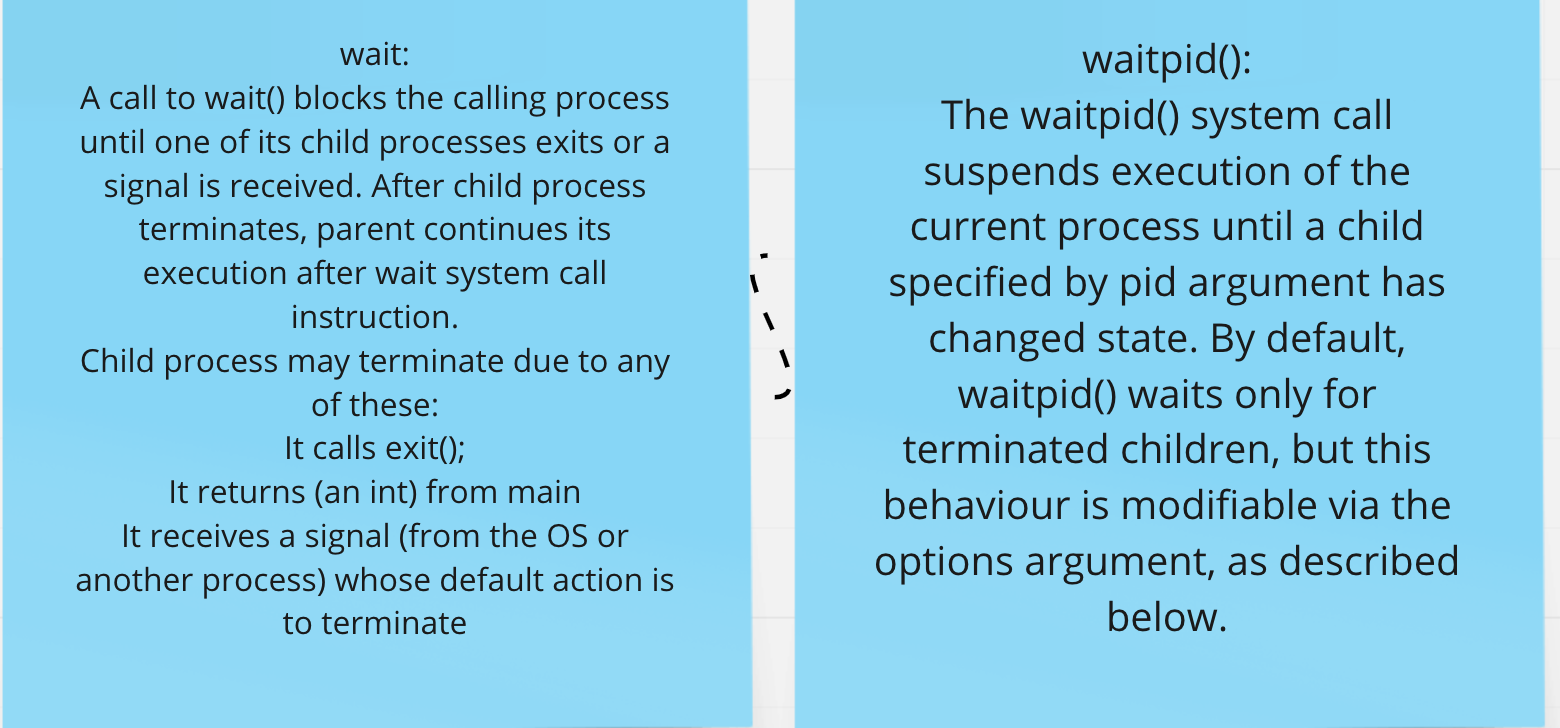 wait:
A call to wait() blocks the calling process
until one of its child processes exits or a
signal is received. After child process
terminates, parent continues its
execution after wait system call
instruction.
Child process may terminate due to any
of these:
It calls exit();
It returns (an int) from main
It receives a signal (from the OS or
another process) whose default action is
to terminate
waitpid():
The waitpid() system call
suspends execution of the
current process until a child
specified by pid argument has
changed state. By default,
waitpid() waits only for
terminated children, but this
behaviour is modifiable via the
options argument, as described
below.